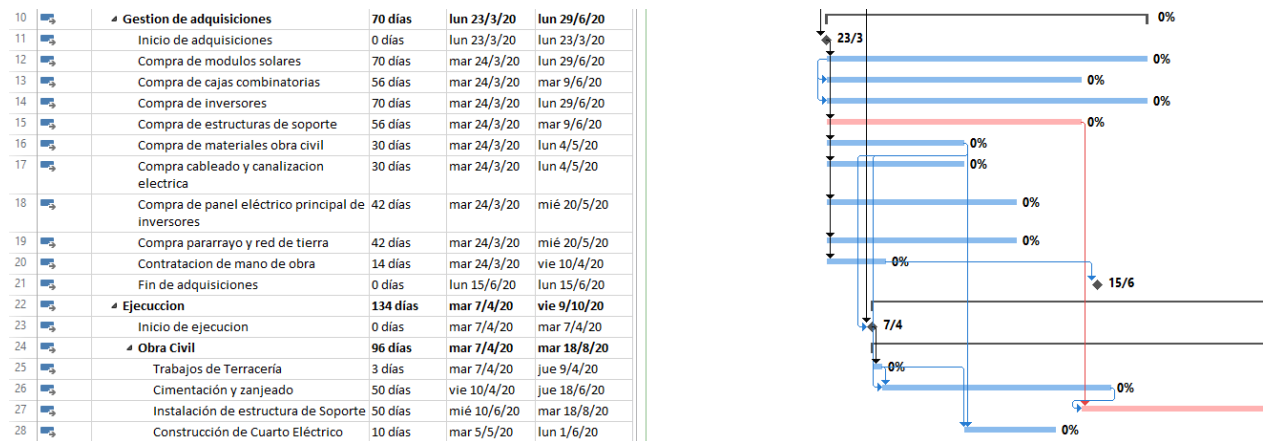 10 Gestion de adquisiciones 70 días lun 23/3/20 lun 29/6/20 0%
11 Inicio de adquisiciones 0 días lun 23/3/20 lun 23/3/20 23/3
12 Compra de modulos solares 70 días mar 24/3/20 lun 29/6/20 0%
13 Compra de cajas combinatorias 56 días mar 24/3/20 mar 9/6/20 0%
14 Compra de inversores 70 días mar 24/3/20 lun 29/6/20 0%
15 Compra de estructuras de soporte 56 días mar 24/3/20 mar 9/6/20 0%
16 Compra de materiales obra civil 30 días mar 24/3/20 lun 4/5/20 0%
17 Compra cableado y canalizacion 30 días mar 24/3/20 lun 4/5/20 0%
electrica
18 Compra de panel eléctrico principal de 42 días mar 24/3/20 mié 20/5/20 0%
inversores
19 Compra pararrayo y red de tierra 42 días mar 24/3/20 mié 20/5/20 0%
20 Contratacion de mano de obra 14 días mar 24/3/20 vie 10/4/20 0%
21 Fin de adquisiciones 0 días lun 15/6/20 lun 15/6/20 15/6
22 Ejecuccion 134 días mar 7/4/20 vie 9/10/20
23 Inicio de ejecucion 0 días mar 7/4/20 mar 7/4/20 7/4
24 Obra Civil 96 días mar 7/4/20 mar 18/8/20
25 Trabajos de Terracería 3 días mar 7/4/20 jue 9/4/20 0%
26 Cimentación y zanjeado 50 días vie 10/4/20 jue 18/6/20 0%
27 Instalación de estructura de Soporte 50 días mié 10/6/20 mar 18/8/20
28 Construcción de Cuarto Eléctrico 10 días mar 5/5/20 lun 1/6/20 0%